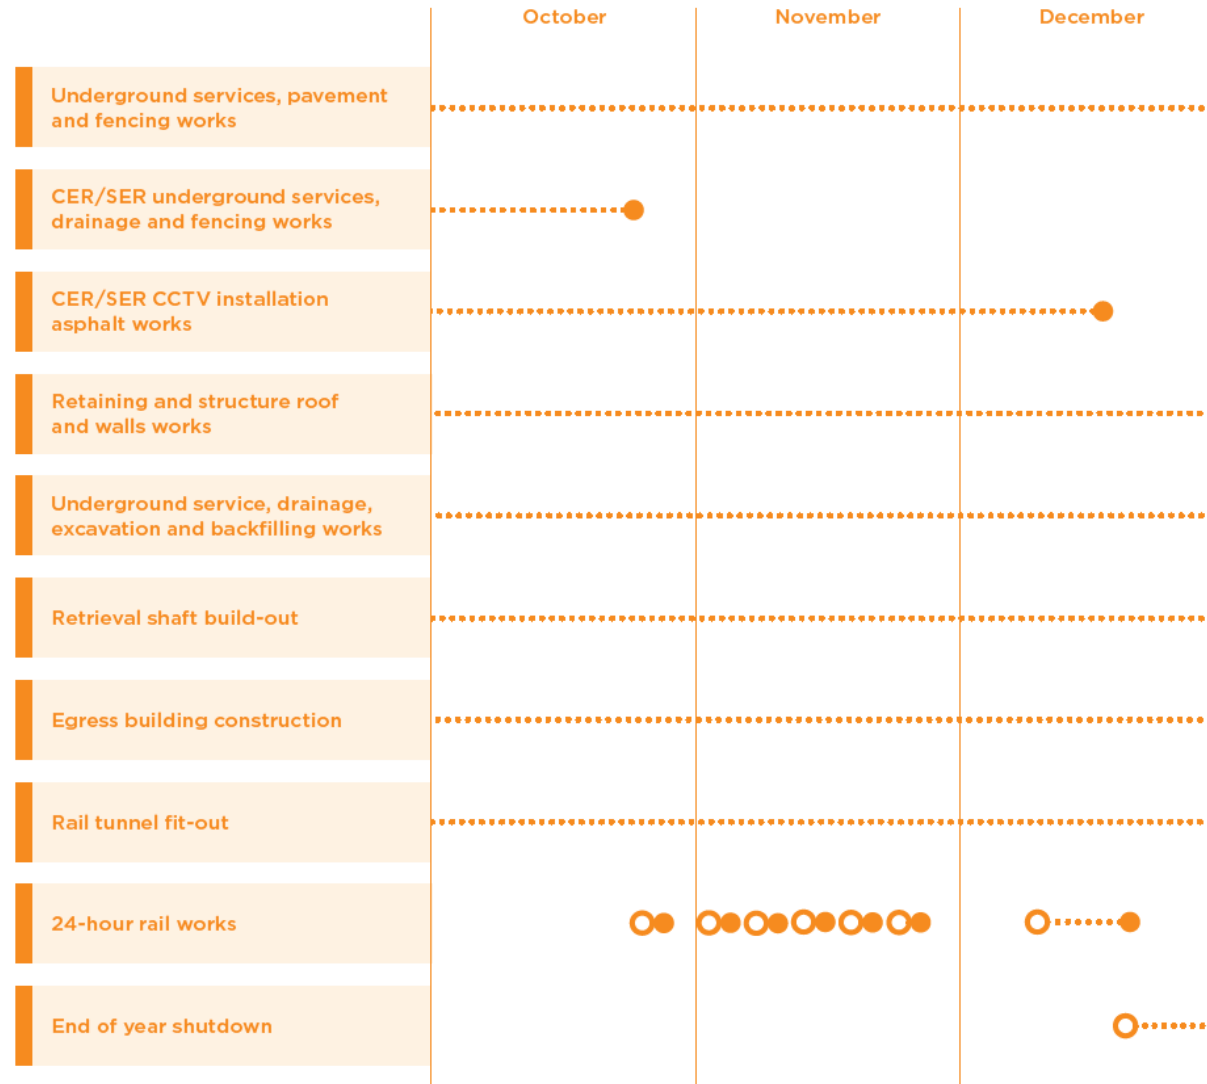 October November December
Underground services, pavement
and fencing works
CER/SER underground services,
drainage and fencing works
CER/SER CCTV installation
asphalt works
Retaining and structure roof
and walls works
Underground service, drainage,
excavation and backfilling works
Retrieval shaft build-out
Egress building construction
Rail tunnel fit-out
24-hour rail works
End of year shutdown